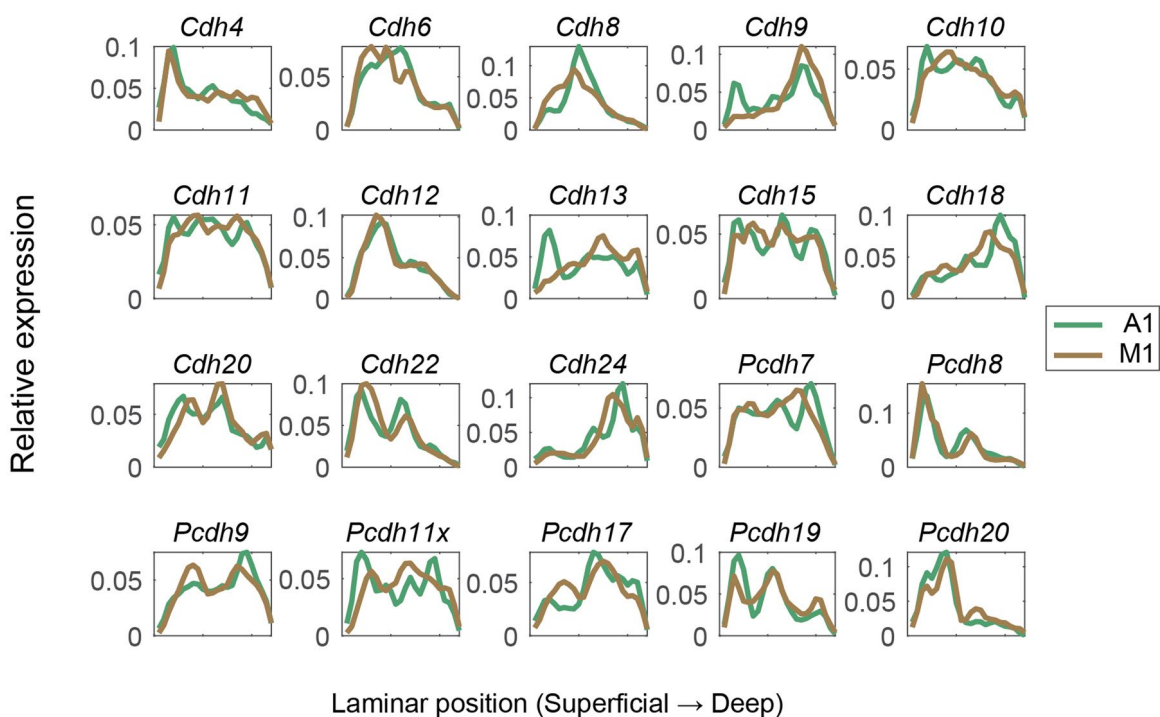 Cdh4 Cdh6 Cdh8 Cdh9 Cdh10
0.1 0.05 0
0.05 0
0.1 0.05 0
0.1 0.05 0
0.05 0
Cdh11 Cdh12 Cdh13 Cdh15 Cdh18
0.05 0
0.1 0.05 0
0.1 0.05 0
0.05 0
0.1 0.05 0
Cdh20 Cdh22 Cdh24 Pcdh7 Pcdh8
0.05 0
0.1 0.05 0
0.1 0.05 0
0.05 0
0.1 0
Pcdh9 Pcdh11x Pcdh17 Pcdh19 Pcdh20
0.05 0
0.05 0
0.05 0
0.1 0.05 0
0.1 0.05 0
Relative expression
A1
M1
Laminar position (Superficial → Deep)